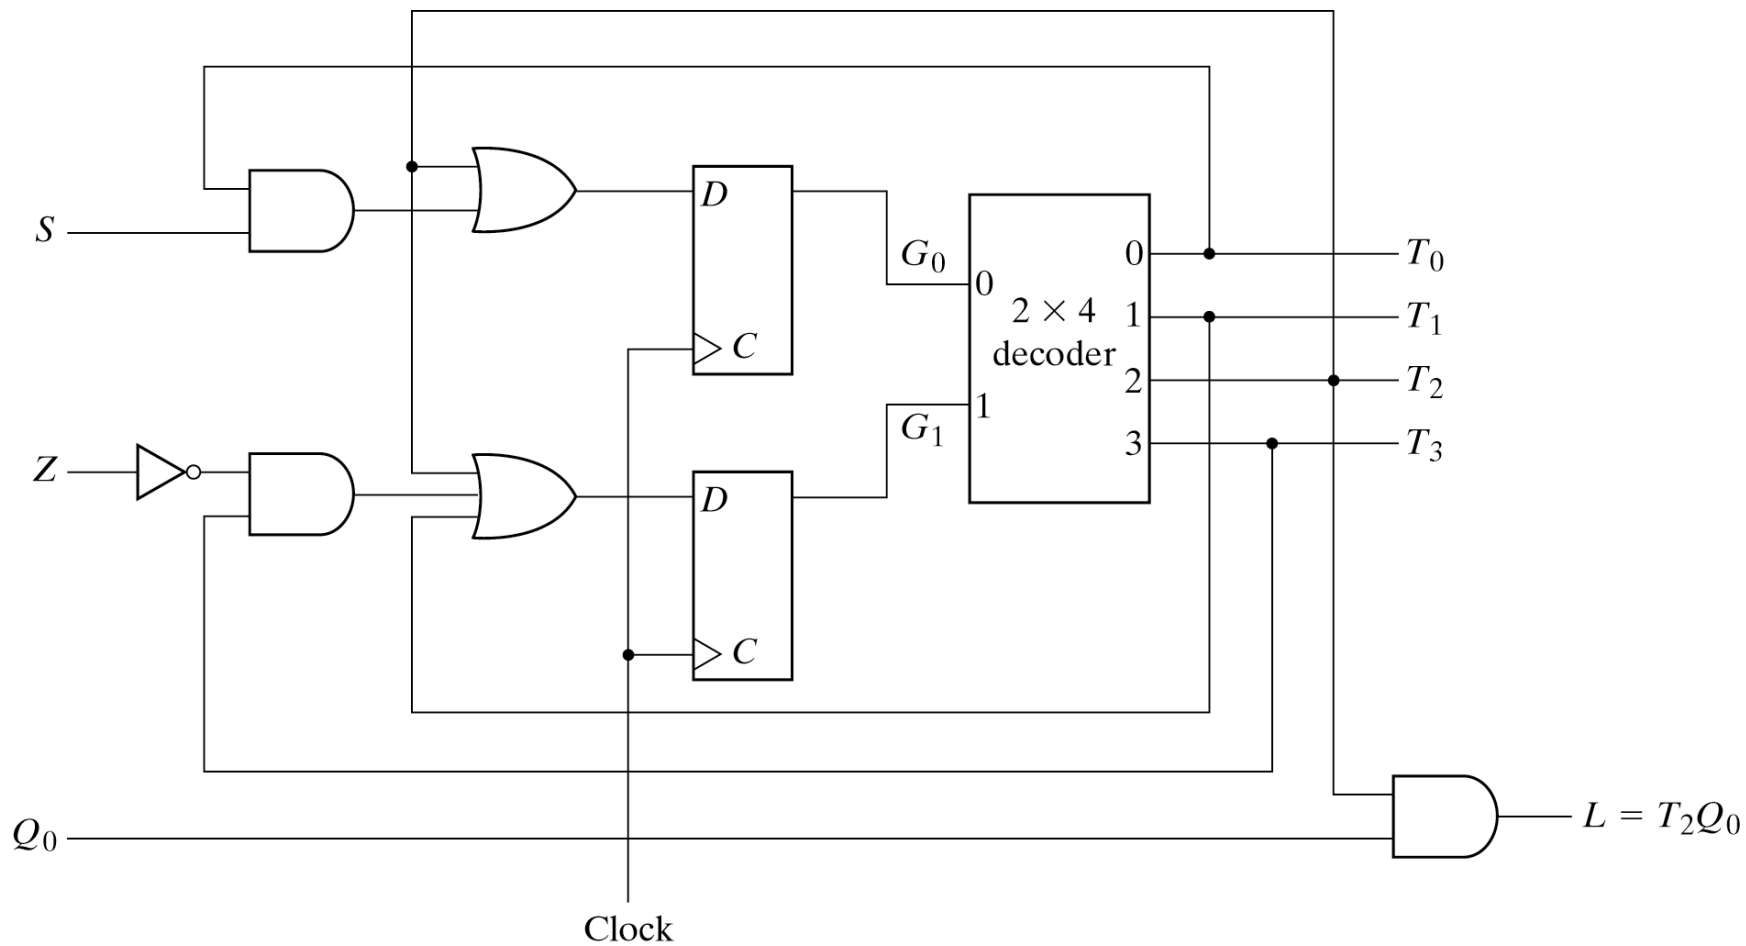 S
Z
Q₀
D
C
D
C
G₀
G₁
0
1
2 × 4
decoder
0
1
2
3
T₀
T₁
T₂
T₃
L = T₂Q₀
Clock